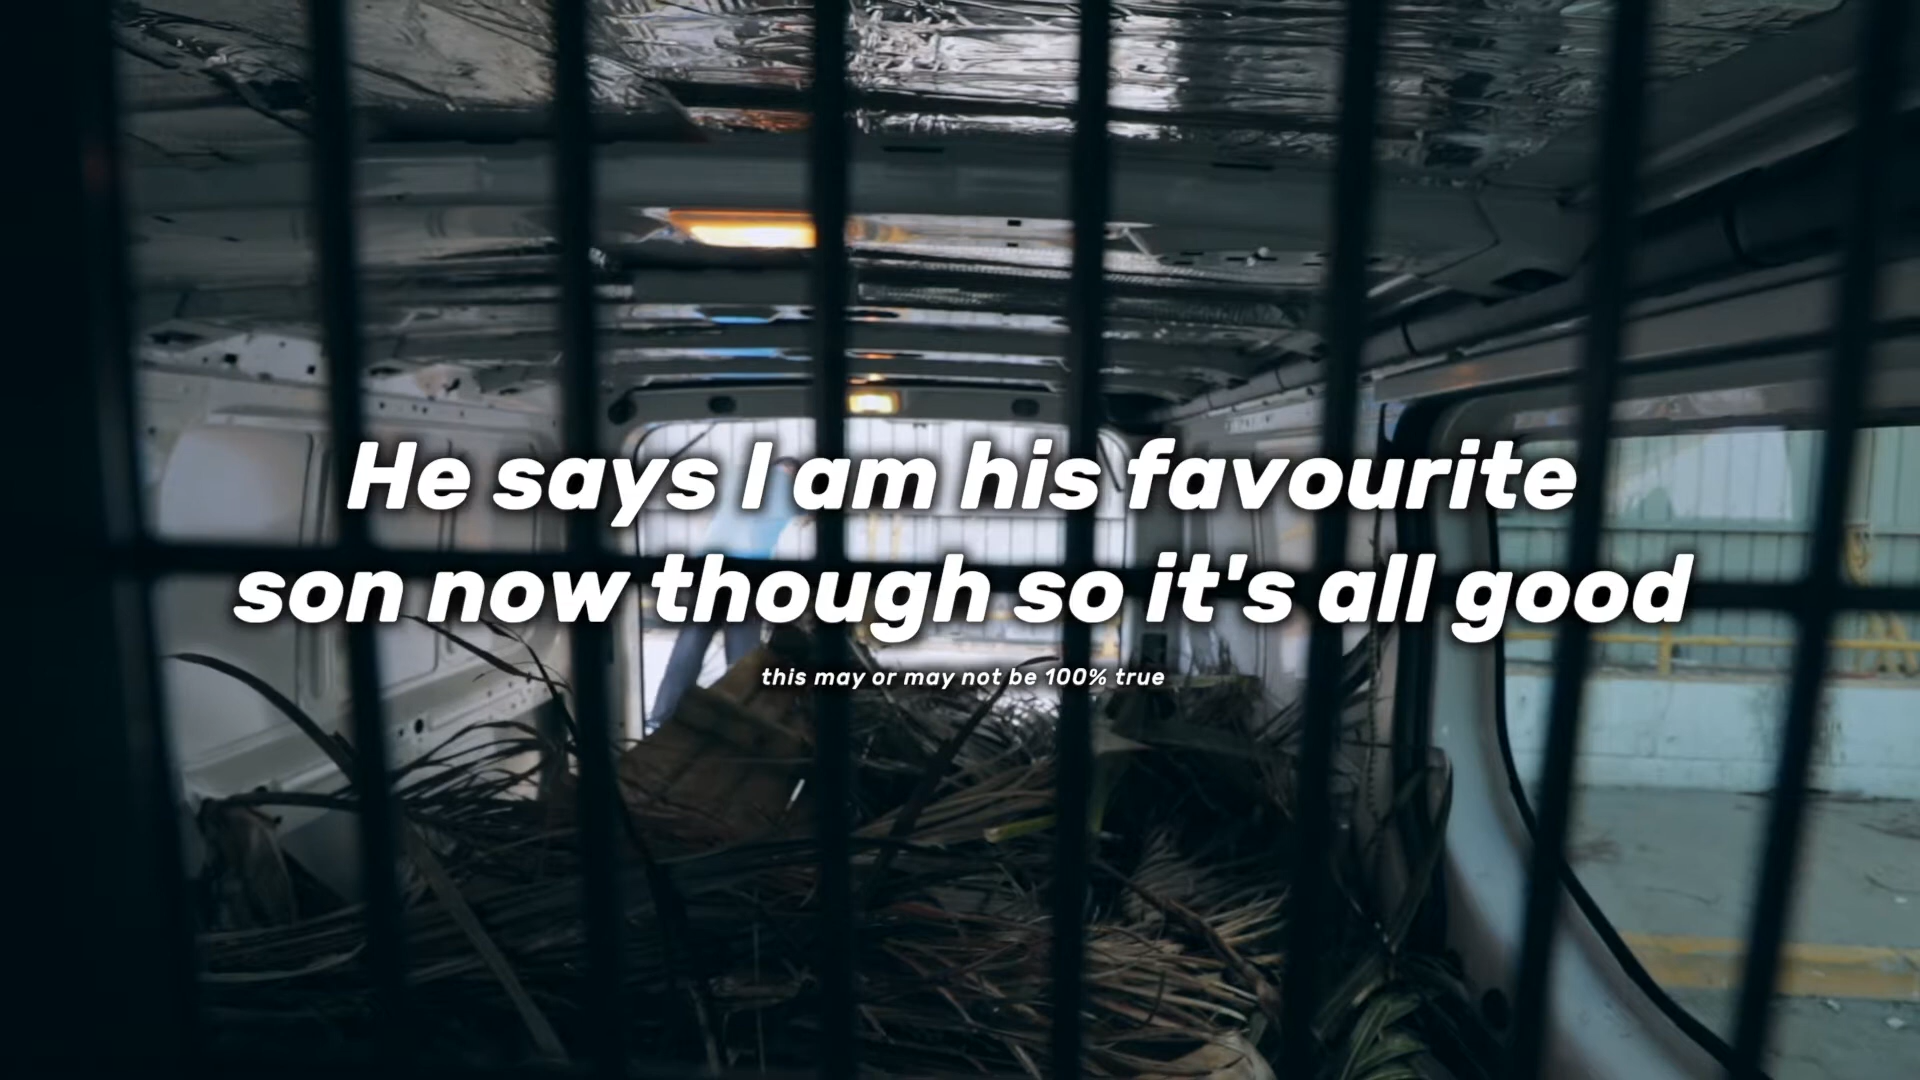 He says I am his favourite
son now though so it's all good
this may or may not be 100% true